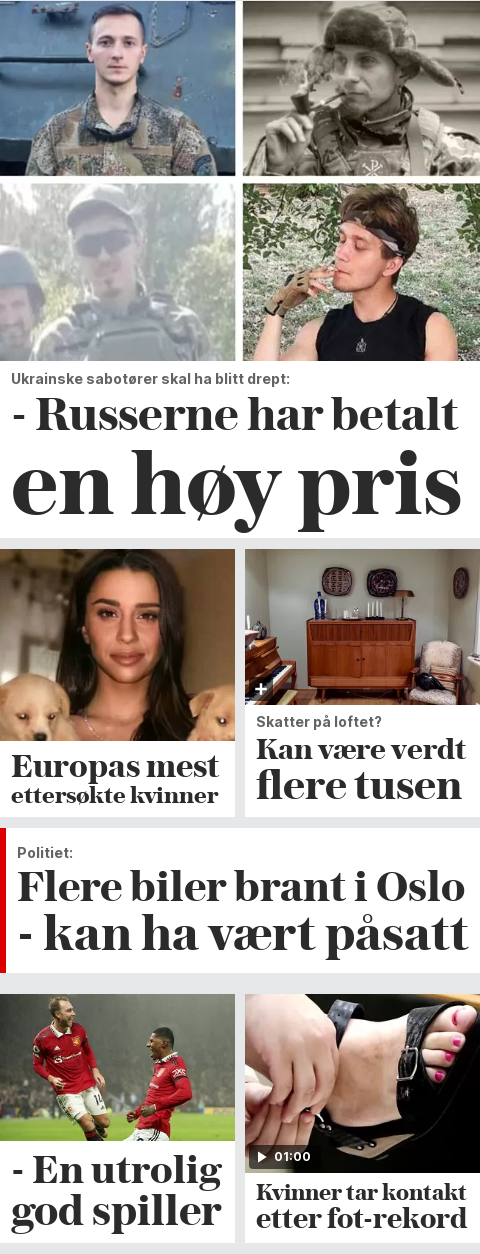 Ukrainske sabotører skal ha blitt drept:
- Russerne har betalt
en høy pris
Europas mest
ettersøkte kvinner
Skatter på loftet?
Kan være verdt
flere tusen
Politiet:
Flere biler brant i Oslo
- kan ha vært påsatt
14
- En utrolig
god spiller
01:00
Kvinner tar kontakt
etter fot-rekord